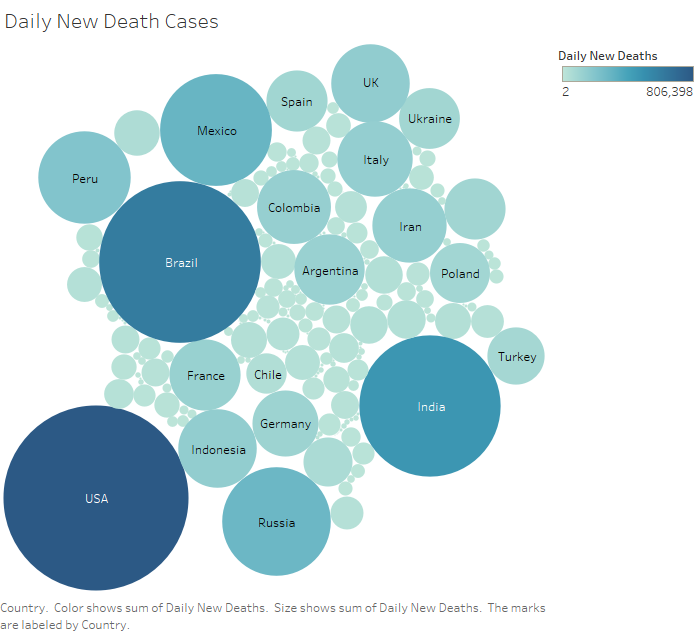 Daily New Death Cases
Daily New Deaths
2 806,398
UK
Spain
Ukraine
Mexico
Italy
Peru
Colombia
Iran
Brazil
Argentina
Poland
Turkey
France
Chile
India
Germany
Indonesia
USA
Russia
Country.  Color shows sum of Daily New Deaths.  Size shows sum of Daily New Deaths.  The marks
are labeled by Country.